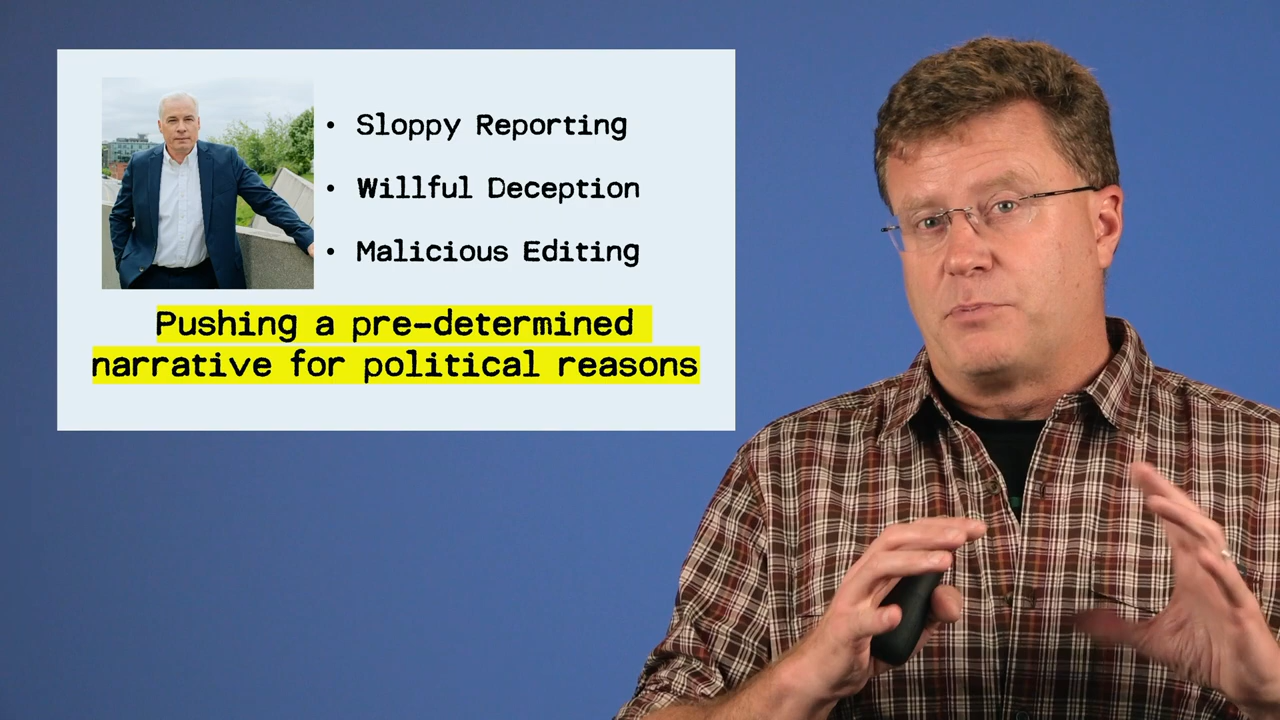 • Sloppy Reporting
• Willful Deception
• Malicious Editing
Pushing a pre-determined
narrative for political reasons